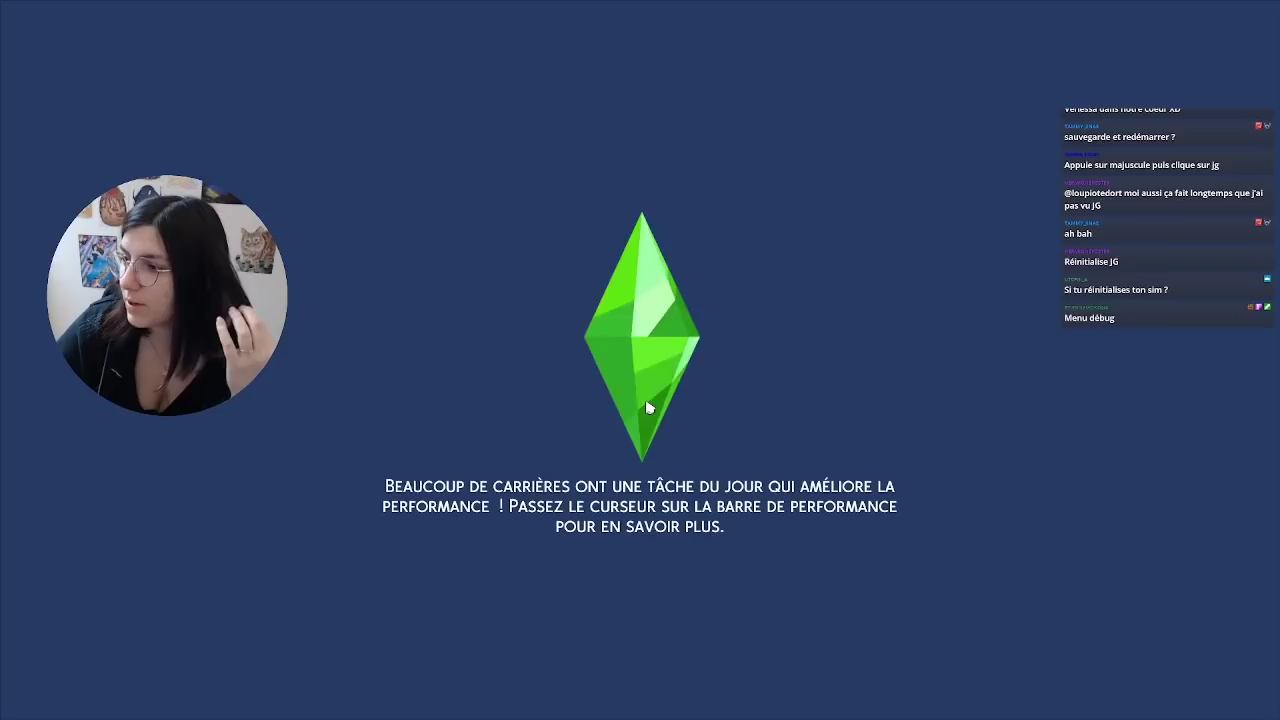 sauvegarde et redémarrer ?
Appuie sur majuscule puis clique sur jg
@loupiotedort moi aussi ça fait longtemps que j'ai
pas vu JG
ah bah
Réinitialise JG
Si tu réinitialises ton sim ?
Menu débug
BEAUCOUP DE CARRIÈRES ONT UNE TÂCHE DU JOUR QUI AMÉLIORE LA
PERFORMANCE ! PASSEZ LE CURSEUR SUR LA BARRE DE PERFORMANCE
POUR EN SAVOIR PLUS.